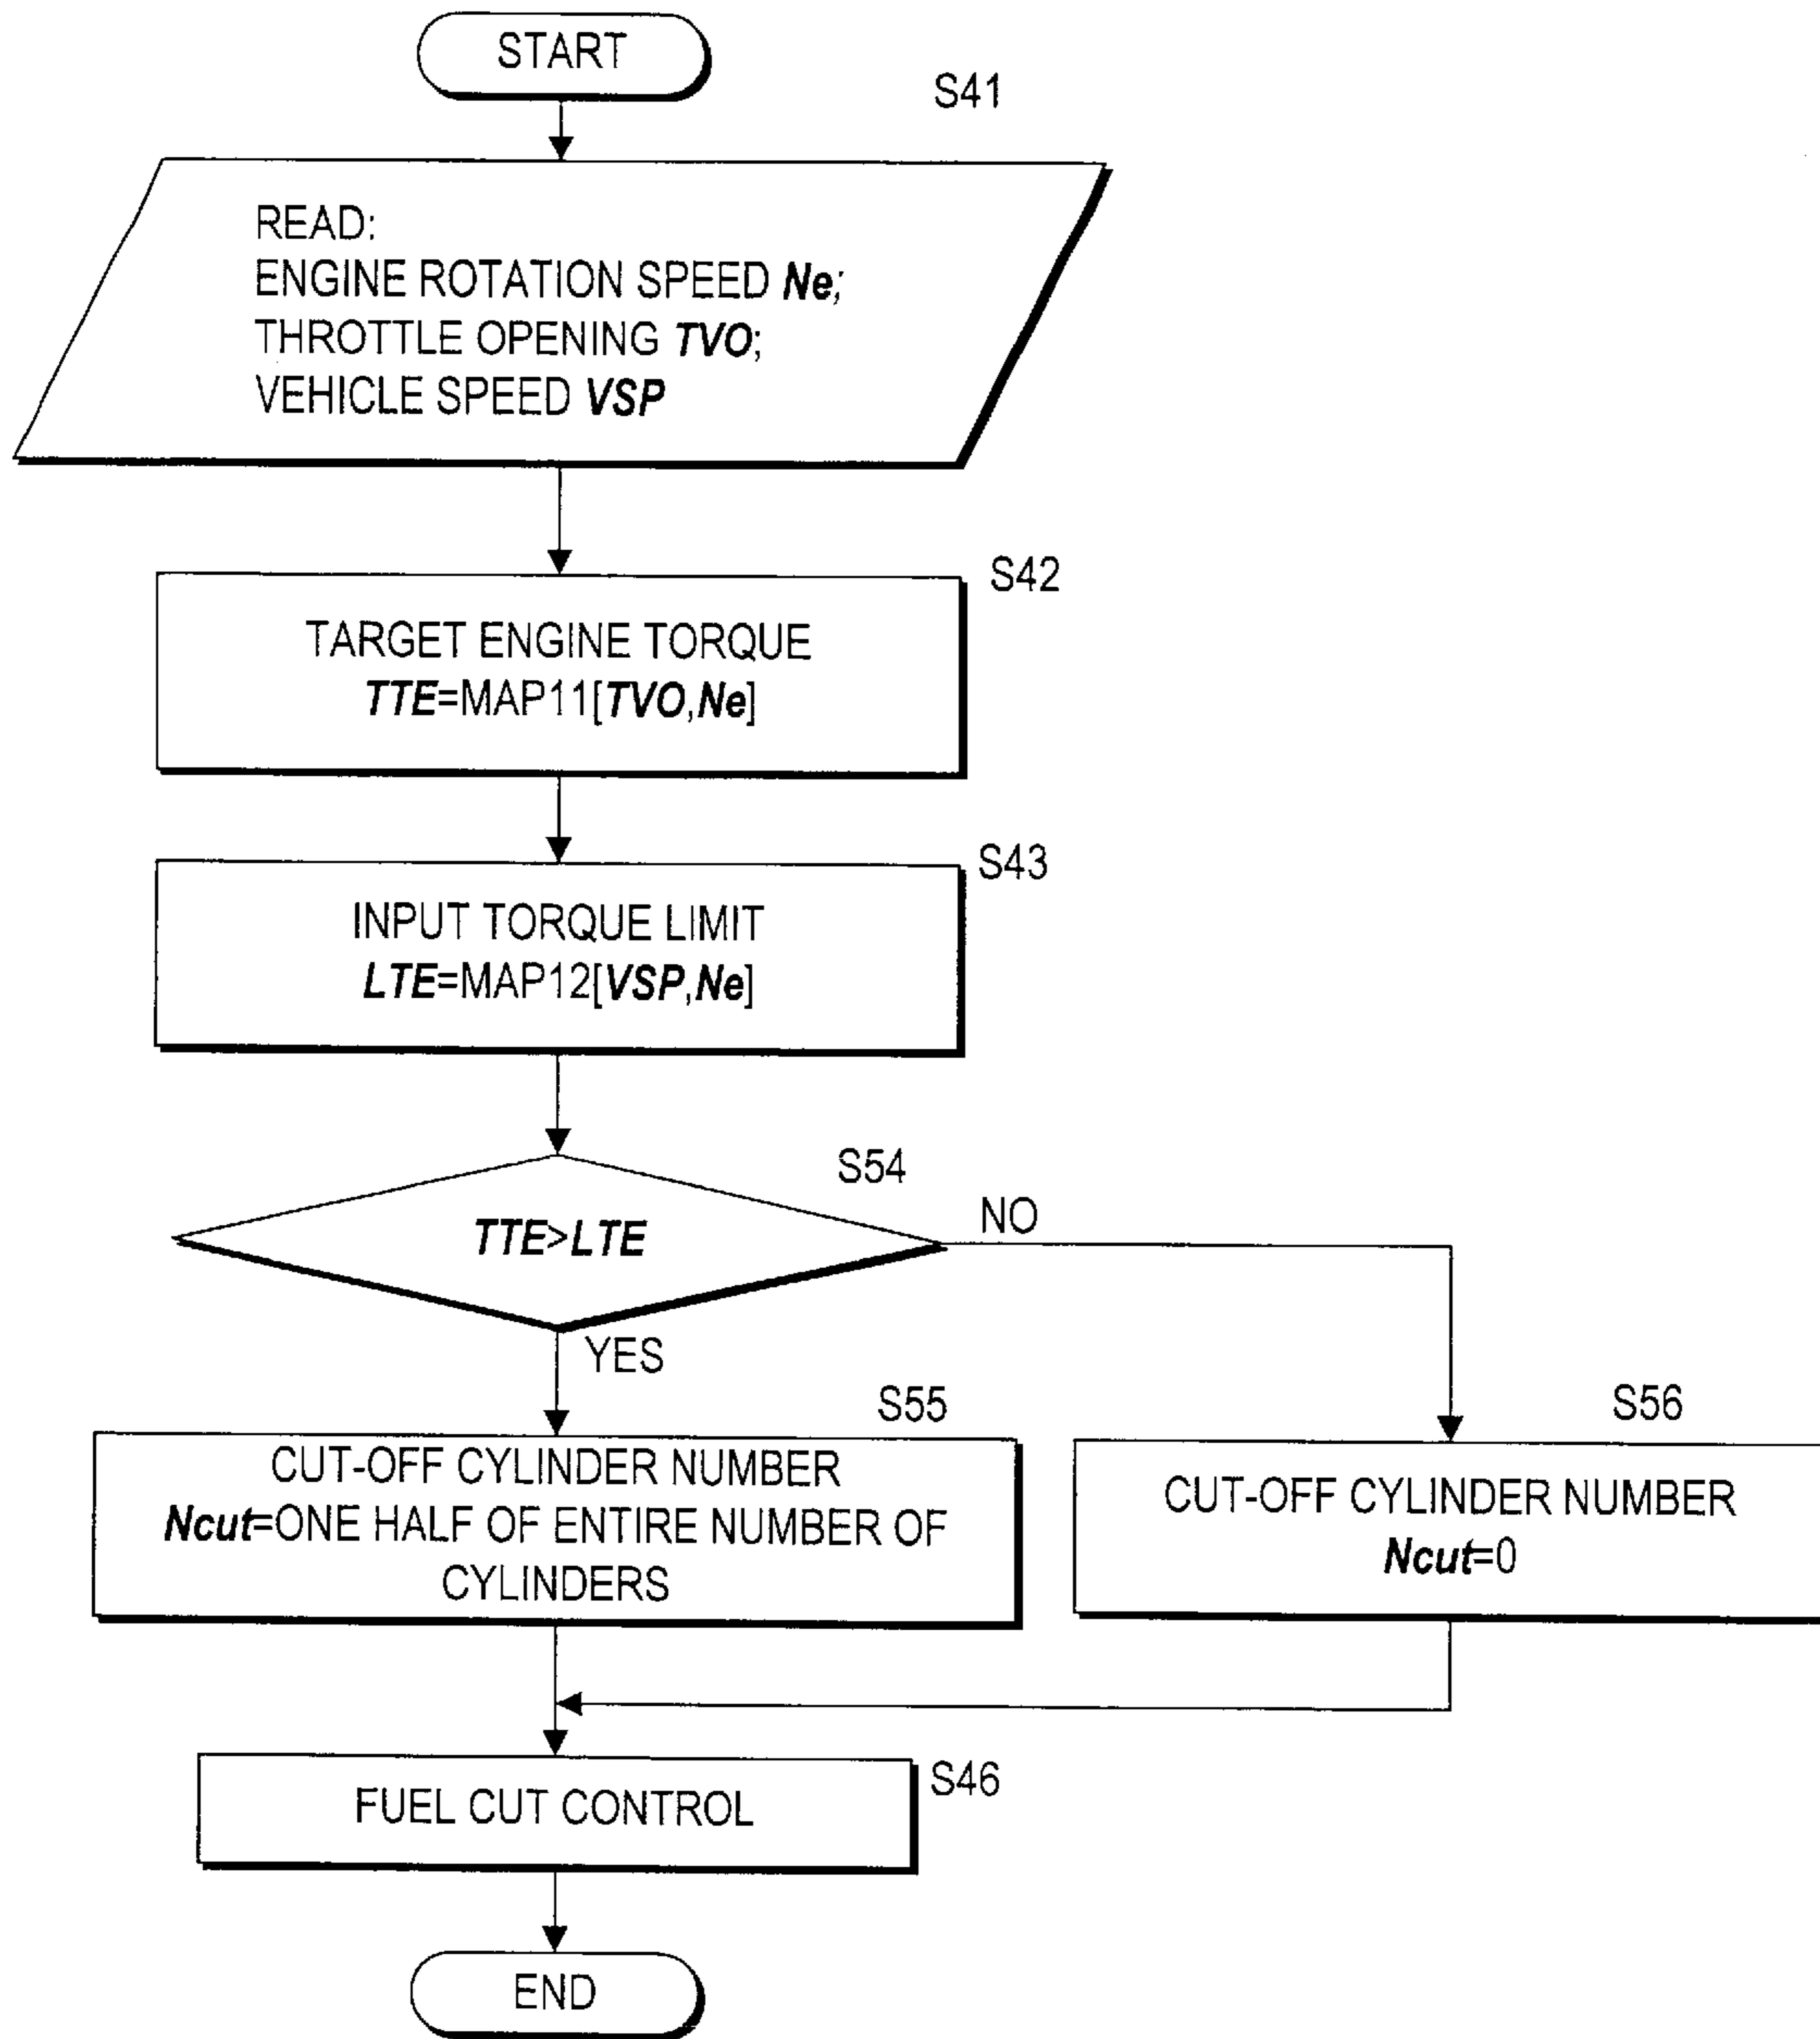 START
S41
READ:
ENGINE ROTATION SPEED Ne;
THROTTLE OPENING TVO;
VEHICLE SPEED VSP
S42
TARGET ENGINE TORQUE
TTE=MAP11[TVO,Ne]
S43
INPUT TORQUE LIMIT
LTE=MAP12[VSP,Ne]
S54
TTE>LTE
NO
YES
S55
CUT-OFF CYLINDER NUMBER
Ncut=ONE HALF OF ENTIRE NUMBER OF
CYLINDERS
S56
CUT-OFF CYLINDER NUMBER
Ncut=0
S46
FUEL CUT CONTROL
END